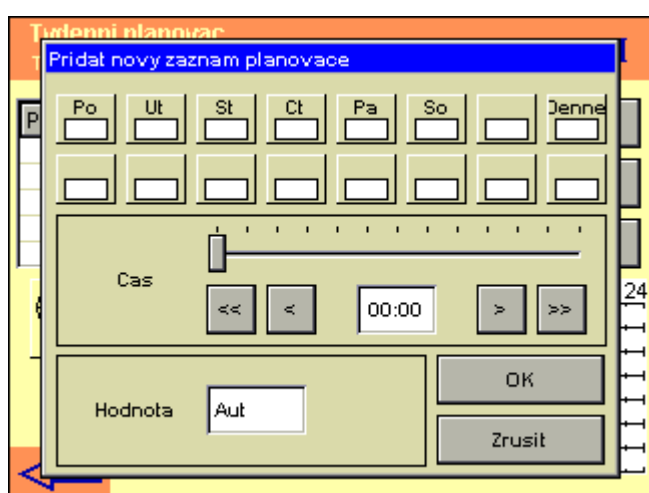 Tydenni planovac
T
Pridat novy zaznam planovace
P
Po Ut St Ct Pa So Denne
Cas
<< < 00:00 > >>
24
Hodnota Aut
OK
Zrusit